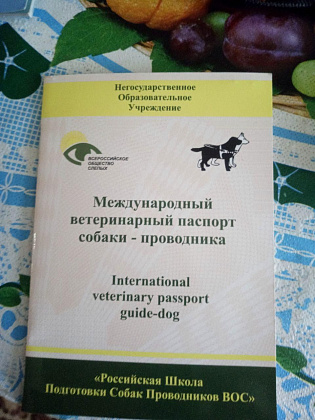 Негосударственное
Образовательное
Учреждение
ВСЕРОССИЙСКОЕ
ОБЩЕСТВО
СЛЕПЫХ
Международный
ветеринарный паспорт
собаки - проводника
International
veterinary passport
guide-dog
«Российская Школа
Подготовки Собак Проводников ВОС»